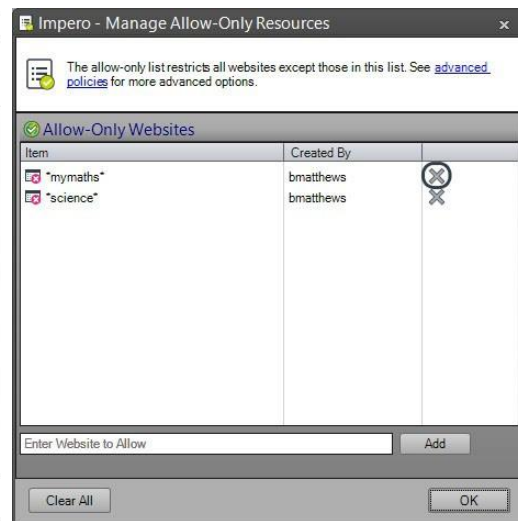 Impero - Manage Allow-Only Resources
The allow-only list restricts all websites except those in this list. See advanced
policies for more advanced options.
Allow-Only Websites
Item Created By
*mymaths* bmatthews
*science* bmatthews
Enter Website to Allow Add
Clear All OK